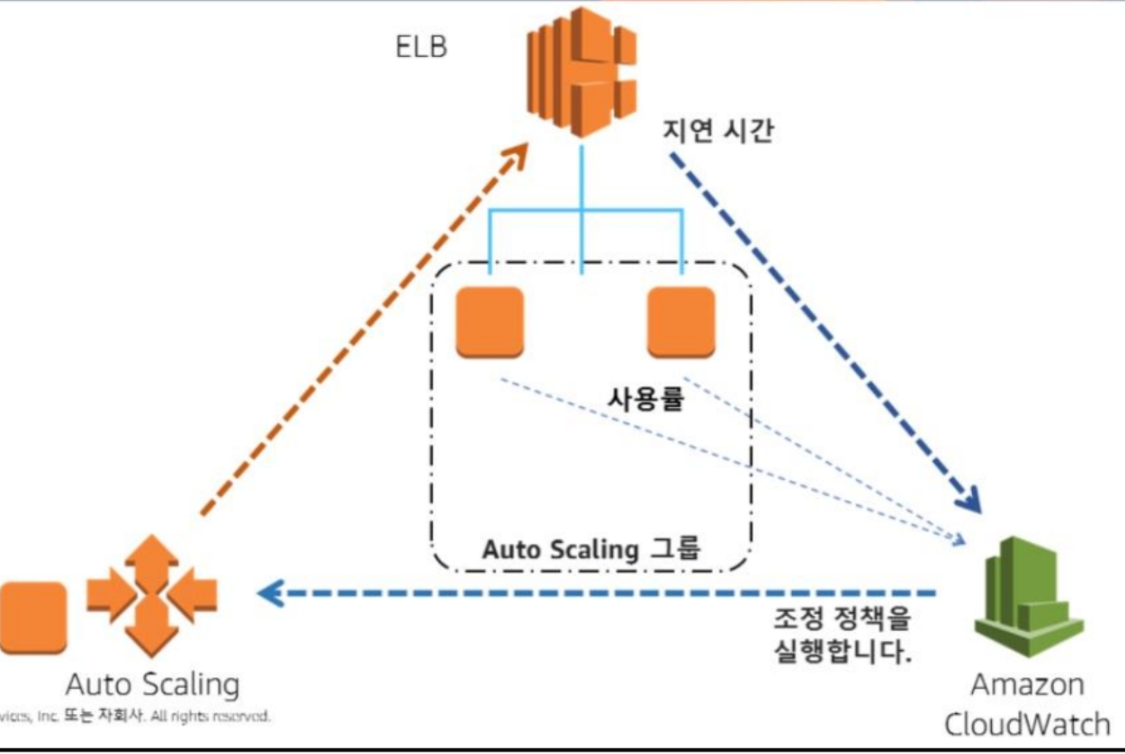 ELB
지연 시간
사용률
Auto Scaling 그룹
조정 정책을
실행합니다.
Auto Scaling
Amazon
CloudWatch
vices, Inc. 또는 자회사. All rights reserved.